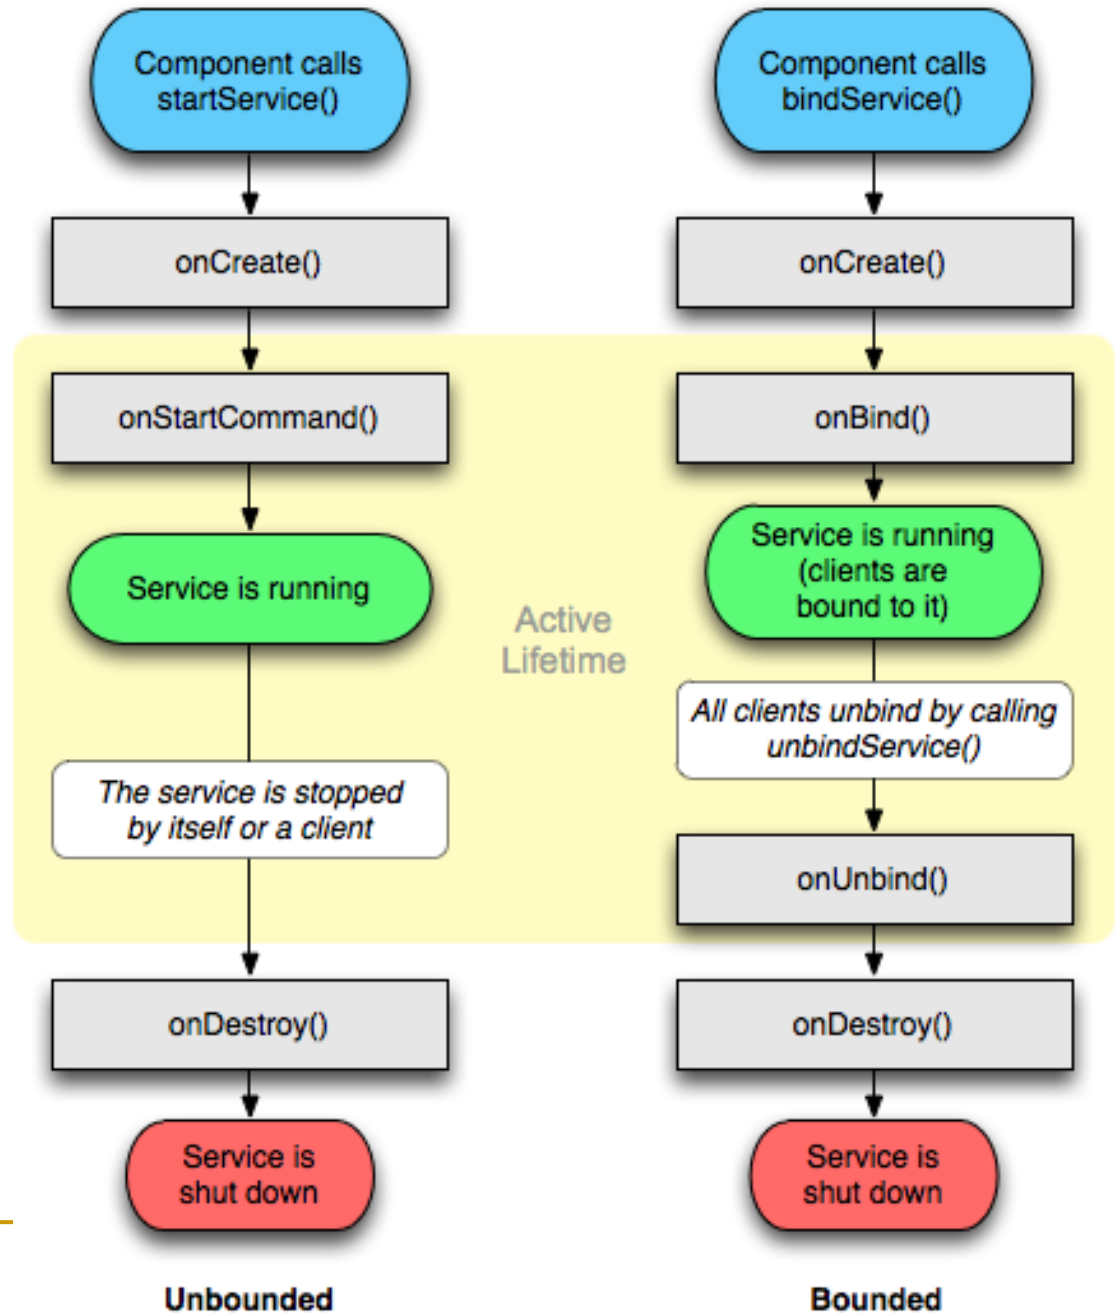 Component calls
startService()
onCreate()
onStartCommand()
Service is running
The service is stopped
by itself or a client
onDestroy()
Service is
shut down
Unbounded
Active
Lifetime
Component calls
bindService()
onCreate()
onBind()
Service is running
(clients are
bound to it)
All clients unbind by calling
unbindService()
onUnbind()
onDestroy()
Service is
shut down
Bounded